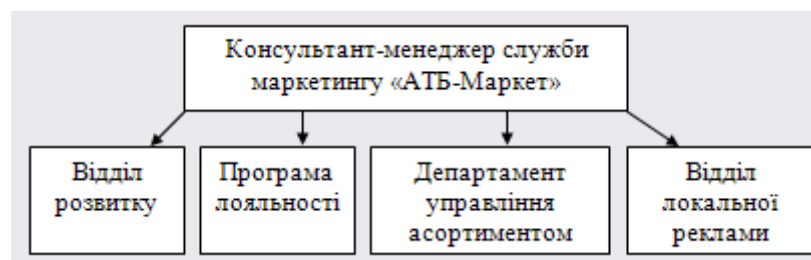 Консультант-менеджер служби
маркетингу «АТБ-Маркет»
Відділ
розвитку
Програма
лояльності
Департамент
управління
асортиментом
Відділ
локальної
реклами